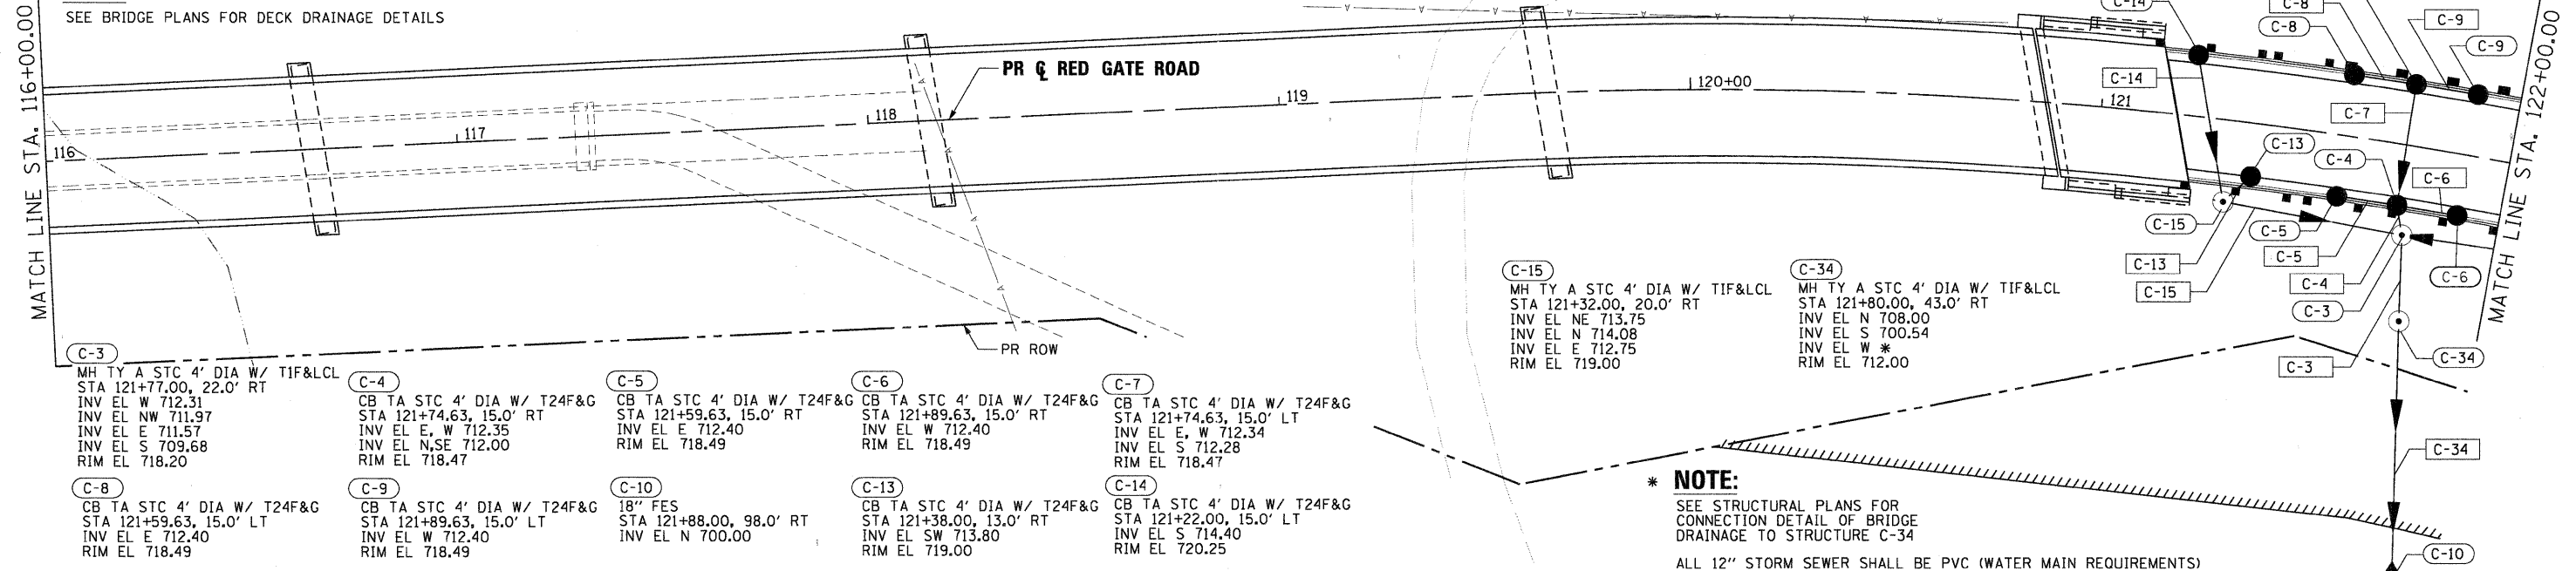 SEE BRIDGE PLANS FOR DECK DRAINAGE DETAILS
MATCH LINE STA. 116+00.00
116
117
118
119
120+00
121
PR ℄ RED GATE ROAD
PR ROW
MATCH LINE STA. 122+00.00
C-14
C-8
C-8
C-9
C-9
C-14
C-7
C-13
C-4
C-6
C-15
C-5
C-13
C-5
C-15
C-4
C-6
C-3
C-34
C-3
C-34
C-10
C-15
MH TY A STC 4' DIA W/ T1F&LCL
STA 121+32.00, 20.0' RT
INV EL NE 713.75
INV EL N 714.08
INV EL E 712.75
RIM EL 719.00
C-34
MH TY A STC 4' DIA W/ T1F&LCL
STA 121+80.00, 43.0' RT
INV EL N 708.00
INV EL S 700.54
INV EL W *
RIM EL 712.00
C-3
MH TY A STC 4' DIA W/ T1F&LCL
STA 121+77.00, 22.0' RT
INV EL W 712.31
INV EL NW 711.97
INV EL E 711.57
INV EL S 709.68
RIM EL 718.20
C-4
CB TA STC 4' DIA W/ T24F&G
STA 121+74.63, 15.0' RT
INV EL E, W 712.35
INV EL N,SE 712.00
RIM EL 718.47
C-5
CB TA STC 4' DIA W/ T24F&G
STA 121+59.63, 15.0' RT
INV EL E 712.40
RIM EL 718.49
C-6
CB TA STC 4' DIA W/ T24F&G
STA 121+89.63, 15.0' RT
INV EL W 712.40
RIM EL 718.49
C-7
CB TA STC 4' DIA W/ T24F&G
STA 121+74.63, 15.0' LT
INV EL E, W 712.34
INV EL S 712.28
RIM EL 718.47
C-8
CB TA STC 4' DIA W/ T24F&G
STA 121+59.63, 15.0' LT
INV EL E 712.40
RIM EL 718.49
C-9
CB TA STC 4' DIA W/ T24F&G
STA 121+89.63, 15.0' LT
INV EL W 712.40
RIM EL 718.49
C-10
18" FES
STA 121+88.00, 98.0' RT
INV EL N 700.00
C-13
CB TA STC 4' DIA W/ T24F&G
STA 121+38.00, 13.0' RT
INV EL SW 713.80
RIM EL 719.00
C-14
CB TA STC 4' DIA W/ T24F&G
STA 121+22.00, 15.0' LT
INV EL S 714.40
RIM EL 720.25
* NOTE:
SEE STRUCTURAL PLANS FOR
CONNECTION DETAIL OF BRIDGE
DRAINAGE TO STRUCTURE C-34
ALL 12" STORM SEWER SHALL BE PVC (WATER MAIN REQUIREMENTS)